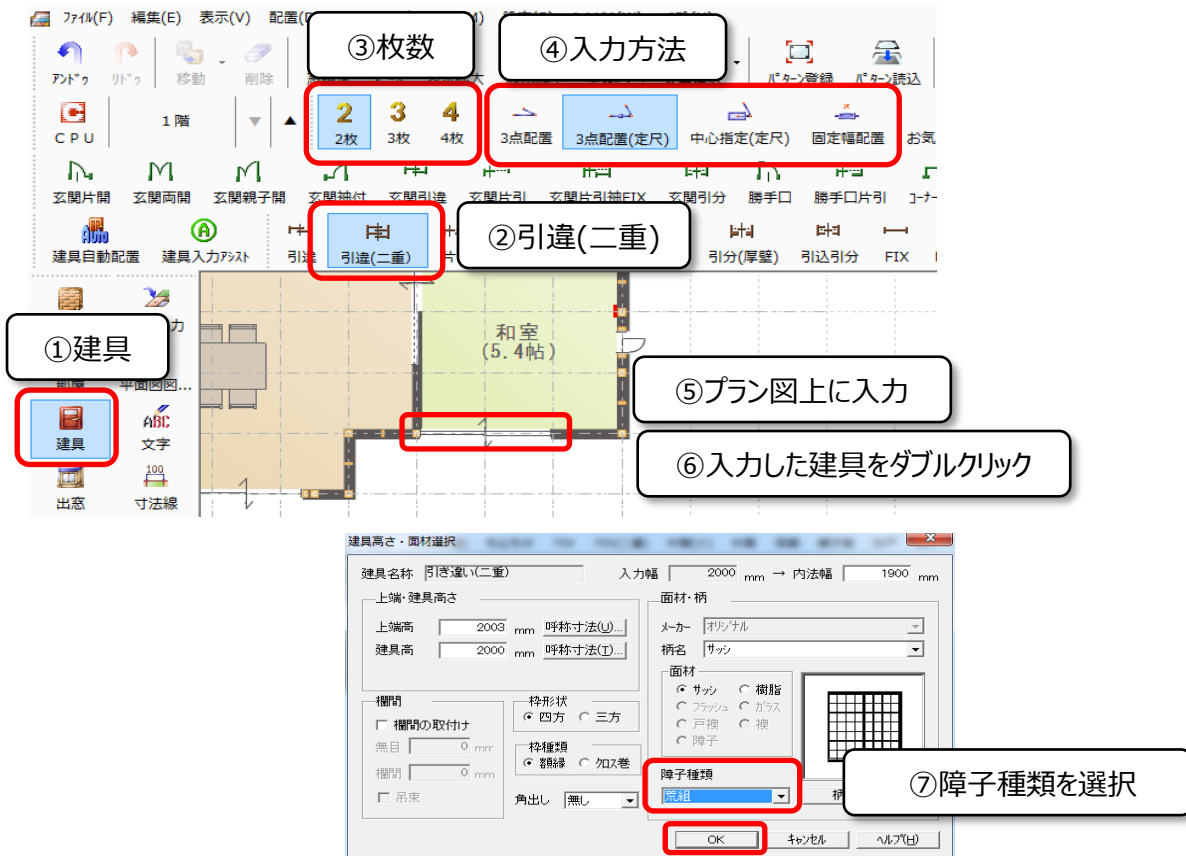 ﾌｧｲﾙ(F) 編集(E) 表示(V)
③枚数
④入力方法
ｱﾝﾄﾞｩ ﾘﾄﾞｩ 移動 削除 ﾊﾟﾀｰﾝ登録 ﾊﾟﾀｰﾝ読込
CPU 1階 2 3 4
2枚 3枚 4枚 3点配置 3点配置(定尺) 中心指定(定尺) 固定幅配置
玄関片開 玄関両開 玄関親子開 玄関袖付 玄関引違 玄関片引 玄関片引袖FIX 玄関引分 勝手口 勝手口片引
②引違(二重)
建具自動配置 建具入力ｱｼｽﾄ 引違 引違(二重) 引分(厚壁) 引込引分 FIX
①建具
和室
(5.4帖)
平面図図...
⑤プラン図上に入力
建具 ABC 文字
⑥入力した建具をダブルクリック
出窓 100 寸法線
建具高さ・面材選択
建具名称 引き違い(二重) 入力幅 2000 mm → 内法幅 1900 mm
上端・建具高さ
上端高 2003 mm 呼称寸法(U)...
建具高 2000 mm 呼称寸法(T)...
面材・柄
メーカー オリジナル
柄名 サッシ
面材
サッシ 樹脂
フラッシュ ガラス
戸襖 襖
障子
欄間
欄間の取付け
無目 0 mm
欄間 0 mm
吊束
枠形状
四方 三方
枠種類
額縁 クロス巻
角出し 無し
障子種類
荒組
⑦障子種類を選択
OK キャンセル ヘルプ(H)